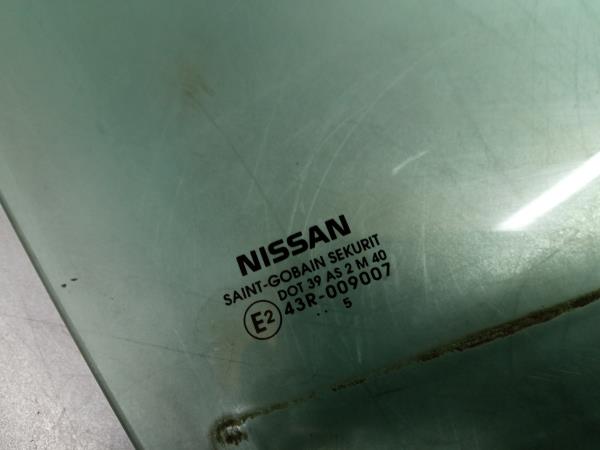 NISSAN
SAINT-GOBAIN SEKURIT
DOT 39 AS 2 M 40
E2 43R-009007
.. 5